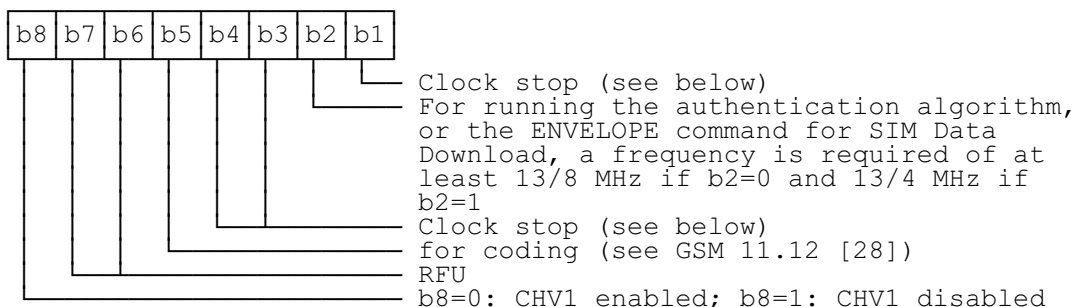 b8 b7 b6 b5 b4 b3 b2 b1
Clock stop (see below)
For running the authentication algorithm,
or the ENVELOPE command for SIM Data
Download, a frequency is required of at
least 13/8 MHz if b2=0 and 13/4 MHz if
b2=1
Clock stop (see below)
for coding (see GSM 11.12 [28])
RFU
b8=0: CHV1 enabled; b8=1: CHV1 disabled